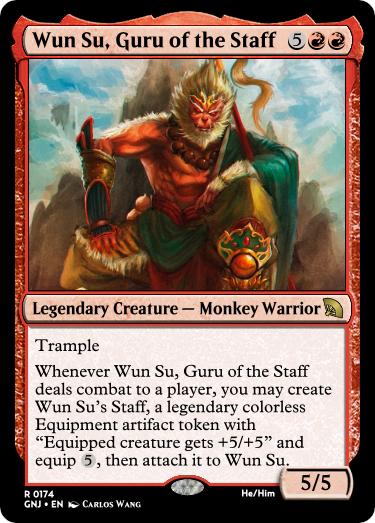 Wun Su, Guru of the Staff 5
Legendary Creature — Monkey Warrior
Trample
Whenever Wun Su, Guru of the Staff
deals combat to a player, you may create
Wun Su's Staff, a legendary colorless
Equipment artifact token with
“Equipped creature gets +5/+5” and
equip 5, then attach it to Wun Su.
5/5
R 0174 He/Him
GNJ • EN Carlos Wang